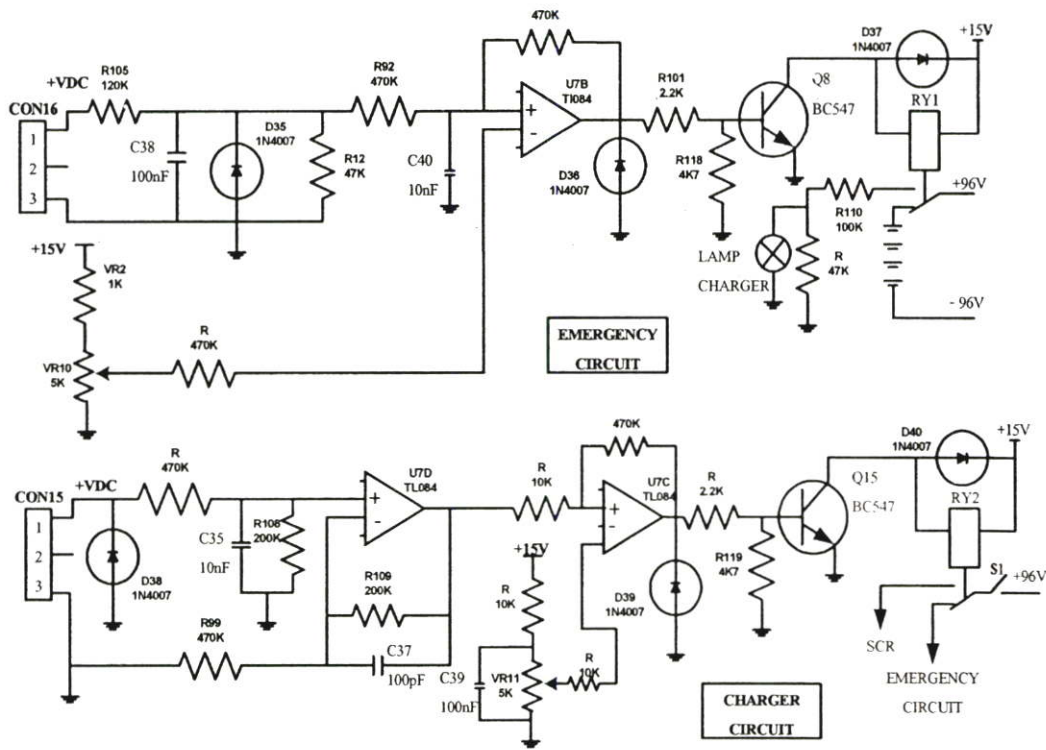 470K
D37
1N4007
+15V
+VDC
R105
120K
R92
470K
U7B
Tl084
R101
2.2K
Q8
BC547
RY1
CON16
1
2
3
C38
100nF
D35
1N4007
R12
47K
C40
10nF
D36
1N4007
R118
4K7
R110
100K
+96V
LAMP
CHARGER
R
47K
- 96V
+15V
VR2
1K
VR10
5K
R
470K
EMERGENCY
CIRCUIT
470K
D40
1N4007
+15V
CON15
+VDC
R
470K
U7D
TL084
R
10K
U7C
TL084
R
2.2K
Q15
BC547
RY2
1
2
3
D38
1N4007
C35
10nF
R108
200K
R109
200K
C37
100pF
R99
470K
+15V
R
10K
C39
100nF
VR11
5K
R
10K
D39
1N4007
R119
4K7
S1
+96V
SCR
EMERGENCY
CIRCUIT
CHARGER
CIRCUIT